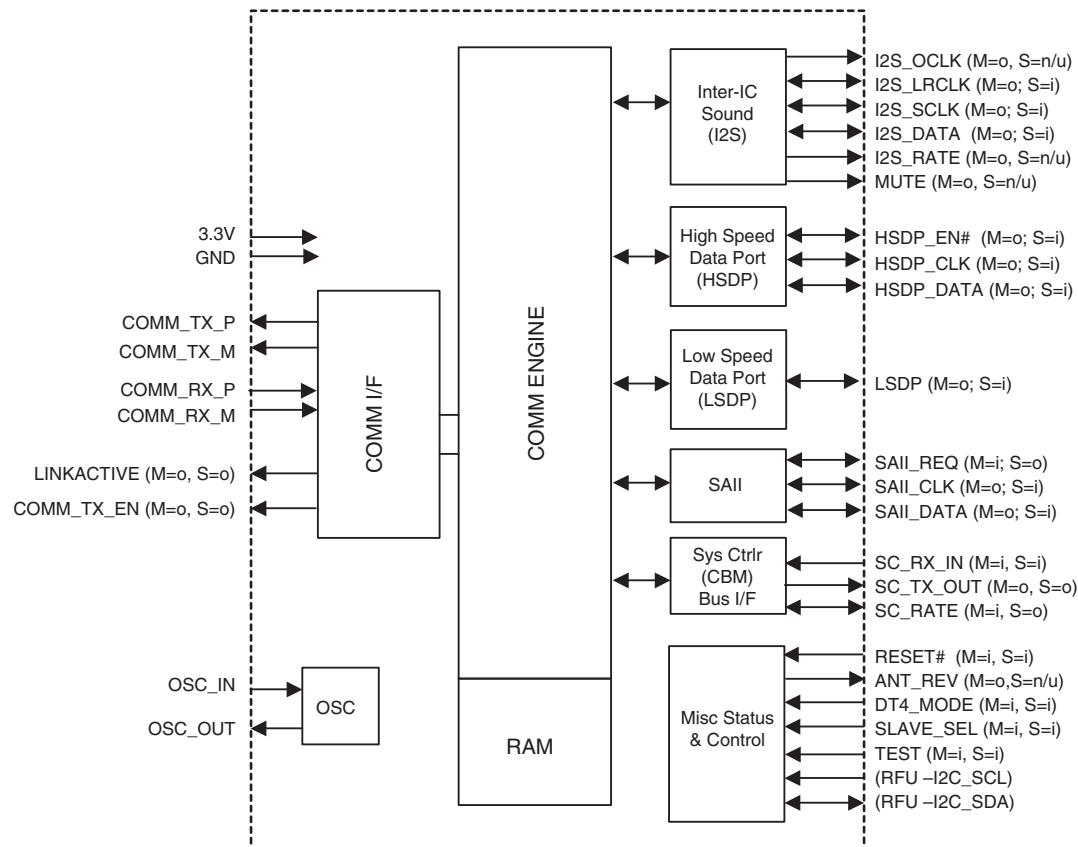 3.3V
GND
COMM_TX_P
COMM_TX_M
COMM_RX_P
COMM_RX_M
LINKACTIVE (M=o, S=o)
COMM_TX_EN (M=o, S=o)
OSC_IN
OSC_OUT
OSC
COMM I/F
COMM ENGINE
RAM
Inter-IC
Sound
(I2S)
I2S_OCLK (M=o, S=n/u)
I2S_LRCLK (M=o; S=i)
I2S_SCLK (M=o; S=i)
I2S_DATA (M=o; S=i)
I2S_RATE (M=o, S=n/u)
MUTE (M=o, S=n/u)
High Speed
Data Port
(HSDP)
HSDP_EN# (M=o; S=i)
HSDP_CLK (M=o; S=i)
HSDP_DATA (M=o; S=i)
Low Speed
Data Port
(LSDP)
LSDP (M=o; S=i)
SAII
SAII_REQ (M=i; S=o)
SAII_CLK (M=o; S=i)
SAII_DATA (M=o; S=i)
Sys Ctrlr
(CBM)
Bus I/F
SC_RX_IN (M=i, S=i)
SC_TX_OUT (M=o, S=o)
SC_RATE (M=i, S=o)
Misc Status
& Control
RESET# (M=i, S=i)
ANT_REV (M=o,S=n/u)
DT4_MODE (M=i, S=i)
SLAVE_SEL (M=i, S=i)
TEST (M=i, S=i)
(RFU –I2C_SCL)
(RFU –I2C_SDA)